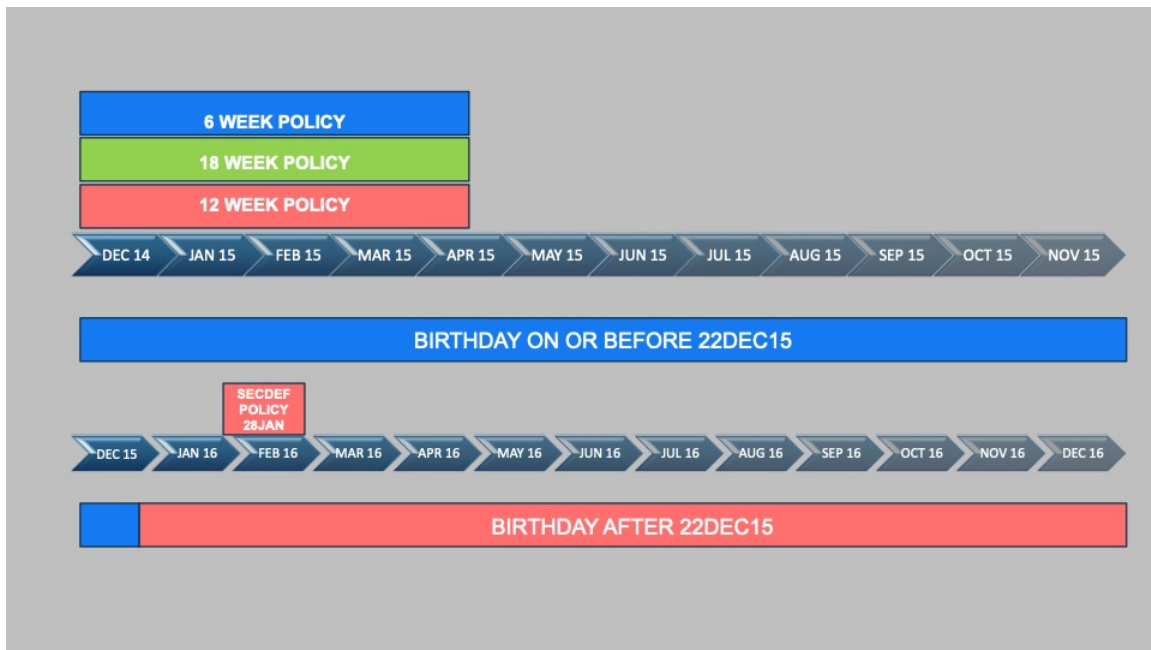 6 WEEK POLICY
18 WEEK POLICY
12 WEEK POLICY
DEC 14 JAN 15 FEB 15 MAR 15 APR 15 MAY 15 JUN 15 JUL 15 AUG 15 SEP 15 OCT 15 NOV 15
BIRTHDAY ON OR BEFORE 22DEC15
SECDEF
POLICY
28JAN
DEC 15 JAN 16 FEB 16 MAR 16 APR 16 MAY 16 JUN 16 JUL 16 AUG 16 SEP 16 OCT 16 NOV 16 DEC 16
BIRTHDAY AFTER 22DEC15